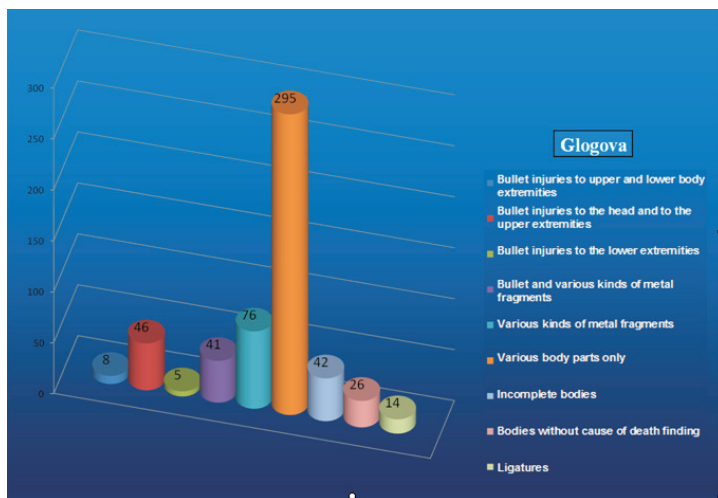 300
250
200
150
100
50
0
8
46
5
41
76
295
42
26
14
Glogova
Bullet injuries to upper and lower body
extremities
Bullet injuries to the head and to the
upper extremities
Bullet injuries to the lower extremities
Bullet and various kinds of metal
fragments
Various kinds of metal fragments
Various body parts only
Incomplete bodies
Bodies without cause of death finding
Ligatures